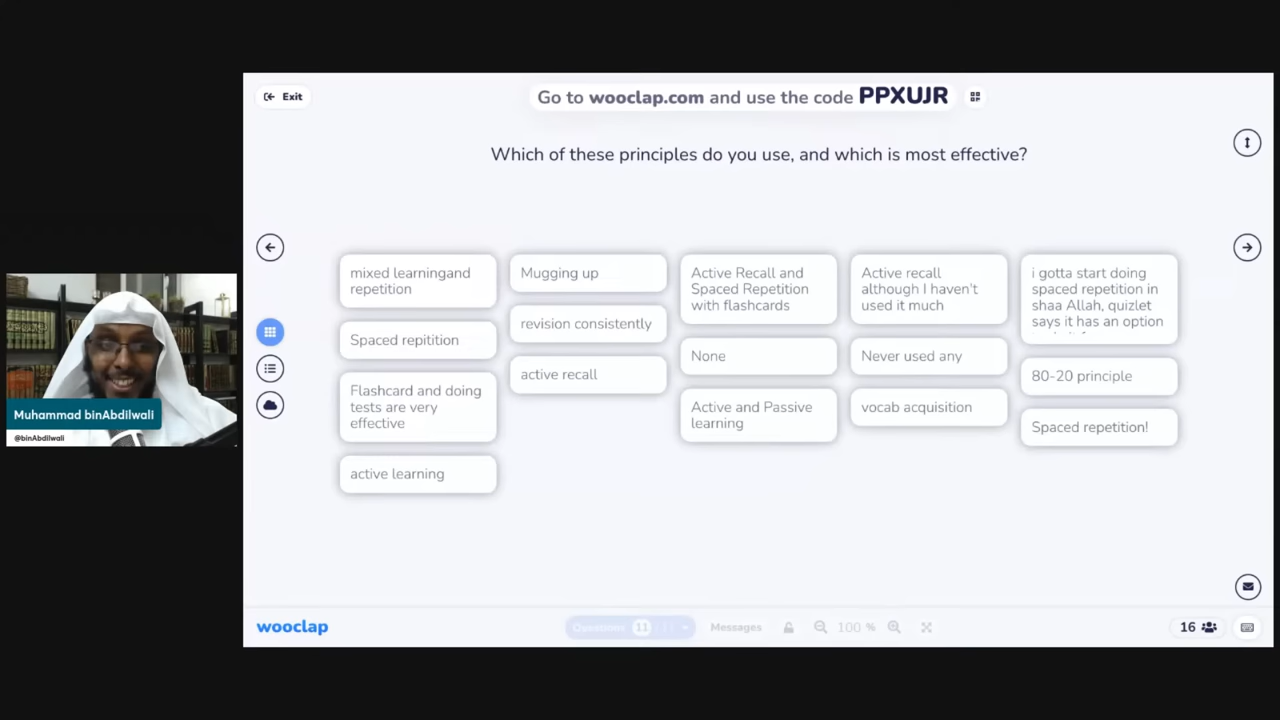 Exit
Go to wooclap.com and use the code PPXUJR
Which of these principles do you use, and which is most effective?
mixed learningand
repetition
Spaced repitition
Flashcard and doing
tests are very
effective
active learning
Mugging up
revision consistently
active recall
Active Recall and
Spaced Repetition
with flashcards
None
Active and Passive
learning
Active recall
although I haven't
used it much
Never used any
vocab acquisition
i gotta start doing
spaced repetition in
shaa Allah, quizlet
says it has an option
80-20 principle
Spaced repetition!
Muhammad binAbdilwali
@binAbdilwali
wooclap
Questions 11
Messages
100 %
16